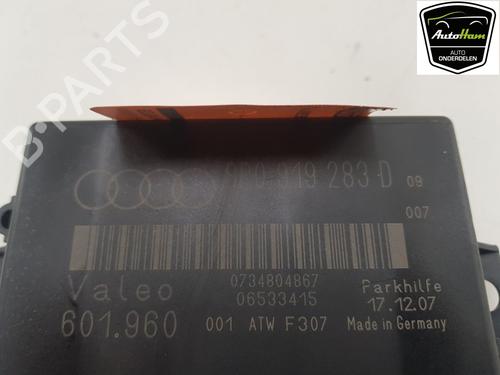 AutoHam
AUTO
ONDERDELEN
B-PARTS
919 283 D
09
007
0734804867
Valeo
06533415
Parkhilfe
17.12.07
601.960
001 ATW F307
Made in Germany